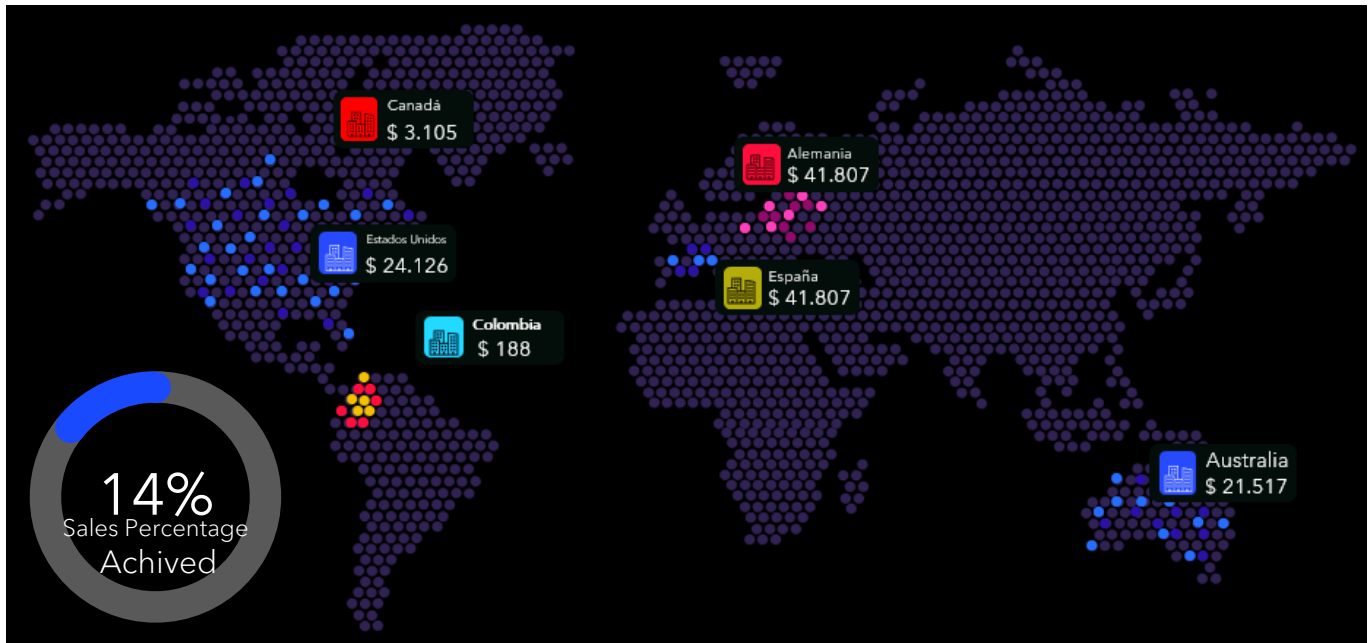 Canadá
$ 3.105
Alemania
$ 41.807
Estados Unidos
$ 24.126
España
$ 41.807
Colombia
$ 188
14%
Sales Percentage
Achived
Australia
$ 21.517